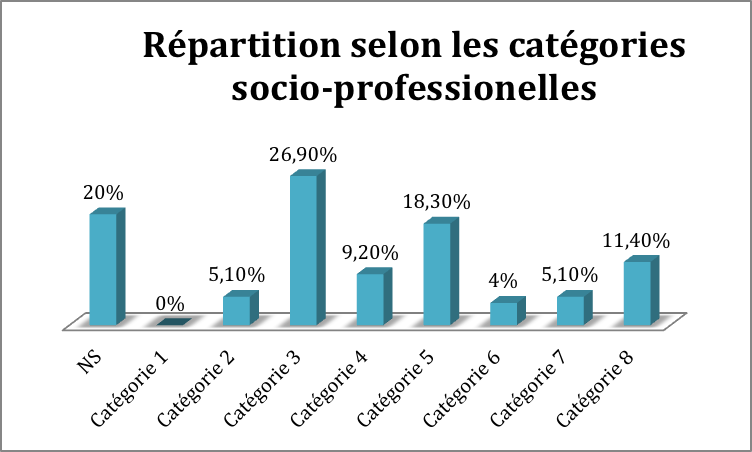 Répartition selon les catégories
socio-professionelles
26,90%
20%
18,30%
11,40%
9,20%
5,10%
4%
5,10%
0%
NS
Catégorie 1
Catégorie 2
Catégorie 3
Catégorie 4
Catégorie 5
Catégorie 6
Catégorie 7
Catégorie 8